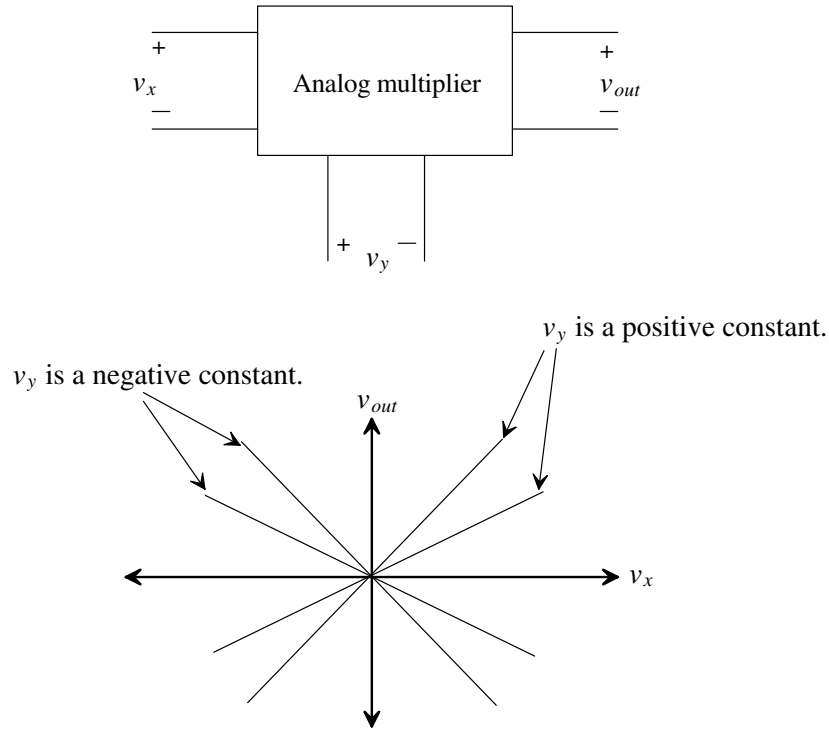 + +
v_x Analog multiplier v_out
— —
+ v_y —
v_y is a positive constant.
v_y is a negative constant.
v_out
v_x